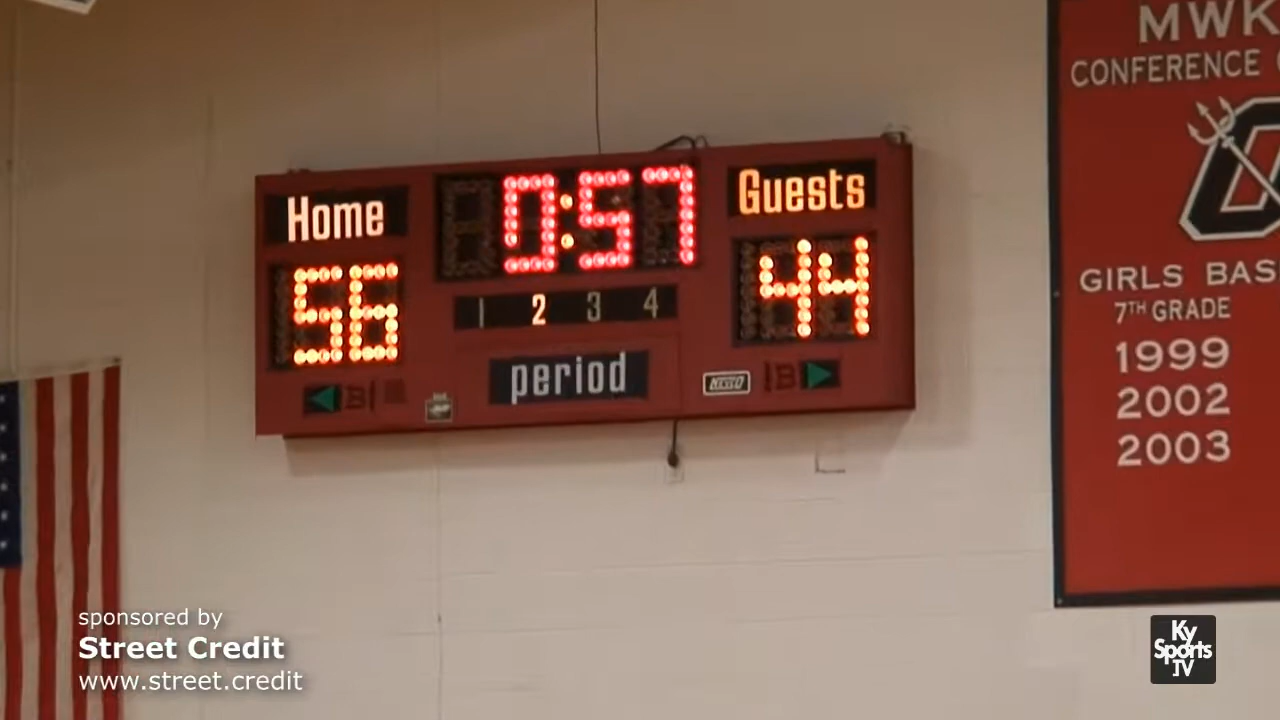 MWK
CONFERENCE
GIRLS BAS
7TH GRADE
1999
2002
2003
Home
0:57
Guests
56
44
1 2 3 4
period
B
B
sponsored by
Street Credit
www.street.credit
Ky
Sports
TV